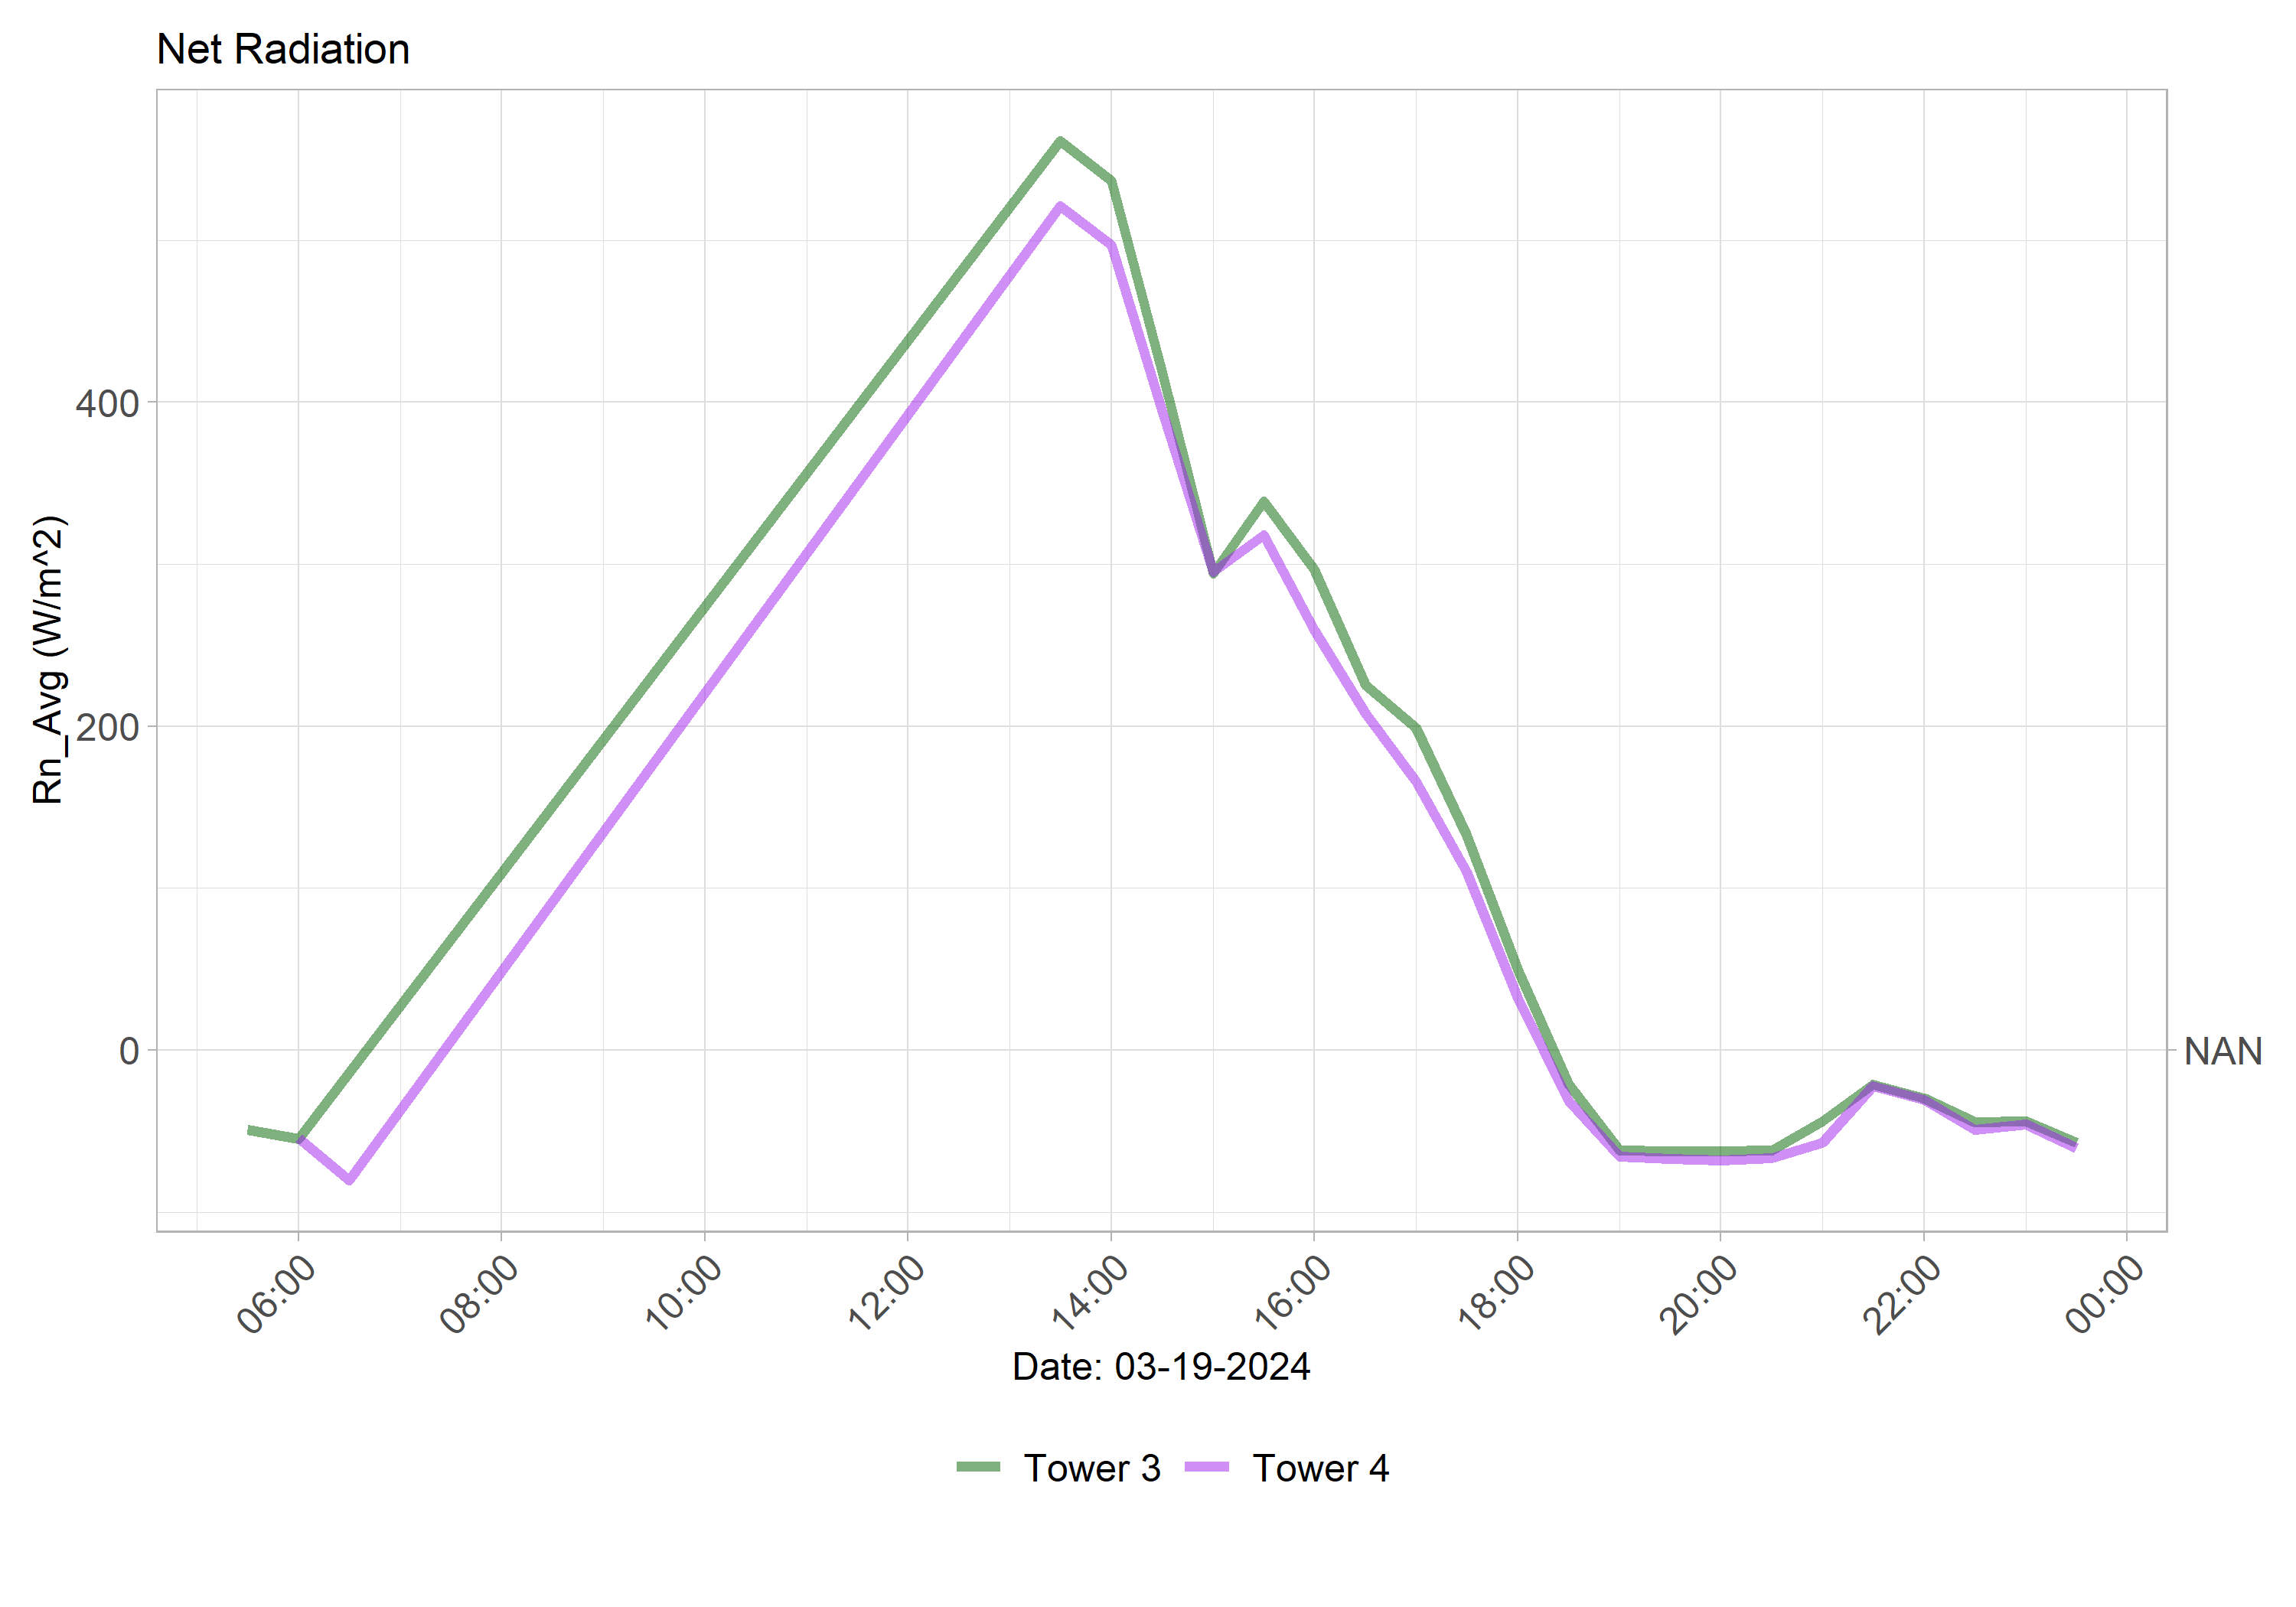 Net Radiation
Rn_Avg (W/m^2)
400
200
0
NAN
06:00 08:00 10:00 12:00 14:00 16:00 18:00 20:00 22:00 00:00
Date: 03-19-2024
Tower 3 Tower 4